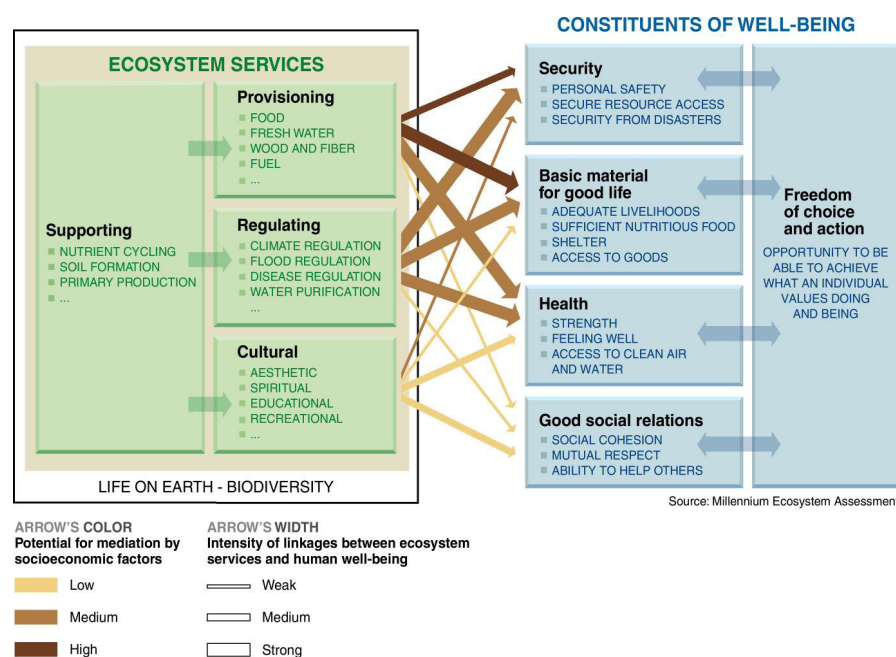 CONSTITUENTS OF WELL-BEING
ECOSYSTEM SERVICES
Supporting
NUTRIENT CYCLING
SOIL FORMATION
PRIMARY PRODUCTION
...
Provisioning
FOOD
FRESH WATER
WOOD AND FIBER
FUEL
...
Regulating
CLIMATE REGULATION
FLOOD REGULATION
DISEASE REGULATION
WATER PURIFICATION
...
Cultural
AESTHETIC
SPIRITUAL
EDUCATIONAL
RECREATIONAL
...
LIFE ON EARTH - BIODIVERSITY
Security
PERSONAL SAFETY
SECURE RESOURCE ACCESS
SECURITY FROM DISASTERS
Basic material
for good life
ADEQUATE LIVELIHOODS
SUFFICIENT NUTRITIOUS FOOD
SHELTER
ACCESS TO GOODS
Health
STRENGTH
FEELING WELL
ACCESS TO CLEAN AIR
AND WATER
Good social relations
SOCIAL COHESION
MUTUAL RESPECT
ABILITY TO HELP OTHERS
Freedom
of choice
and action
OPPORTUNITY TO BE
ABLE TO ACHIEVE
WHAT AN INDIVIDUAL
VALUES DOING
AND BEING
Source: Millennium Ecosystem Assessment
ARROW'S COLOR
Potential for mediation by
socioeconomic factors
Low
Medium
High
ARROW'S WIDTH
Intensity of linkages between ecosystem
services and human well-being
Weak
Medium
Strong